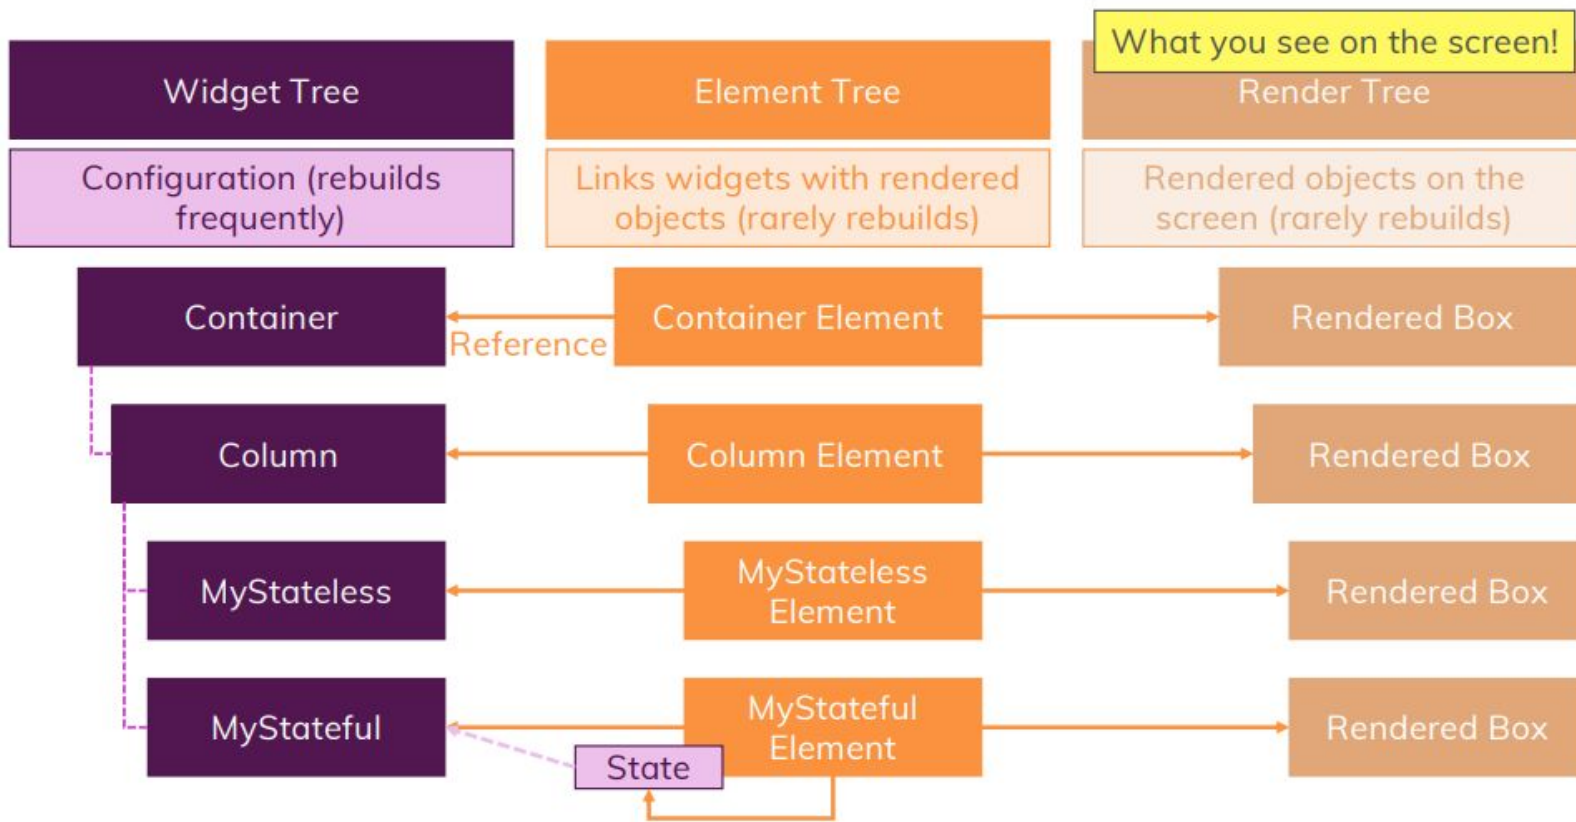 What you see on the screen!
Widget Tree
Element Tree
Render Tree
Configuration (rebuilds
frequently)
Links widgets with rendered
objects (rarely rebuilds)
Rendered objects on the
screen (rarely rebuilds)
Container
Reference
Container Element
Rendered Box
Column
Column Element
Rendered Box
MyStateless
MyStateless
Element
Rendered Box
MyStateful
MyStateful
Element
Rendered Box
State